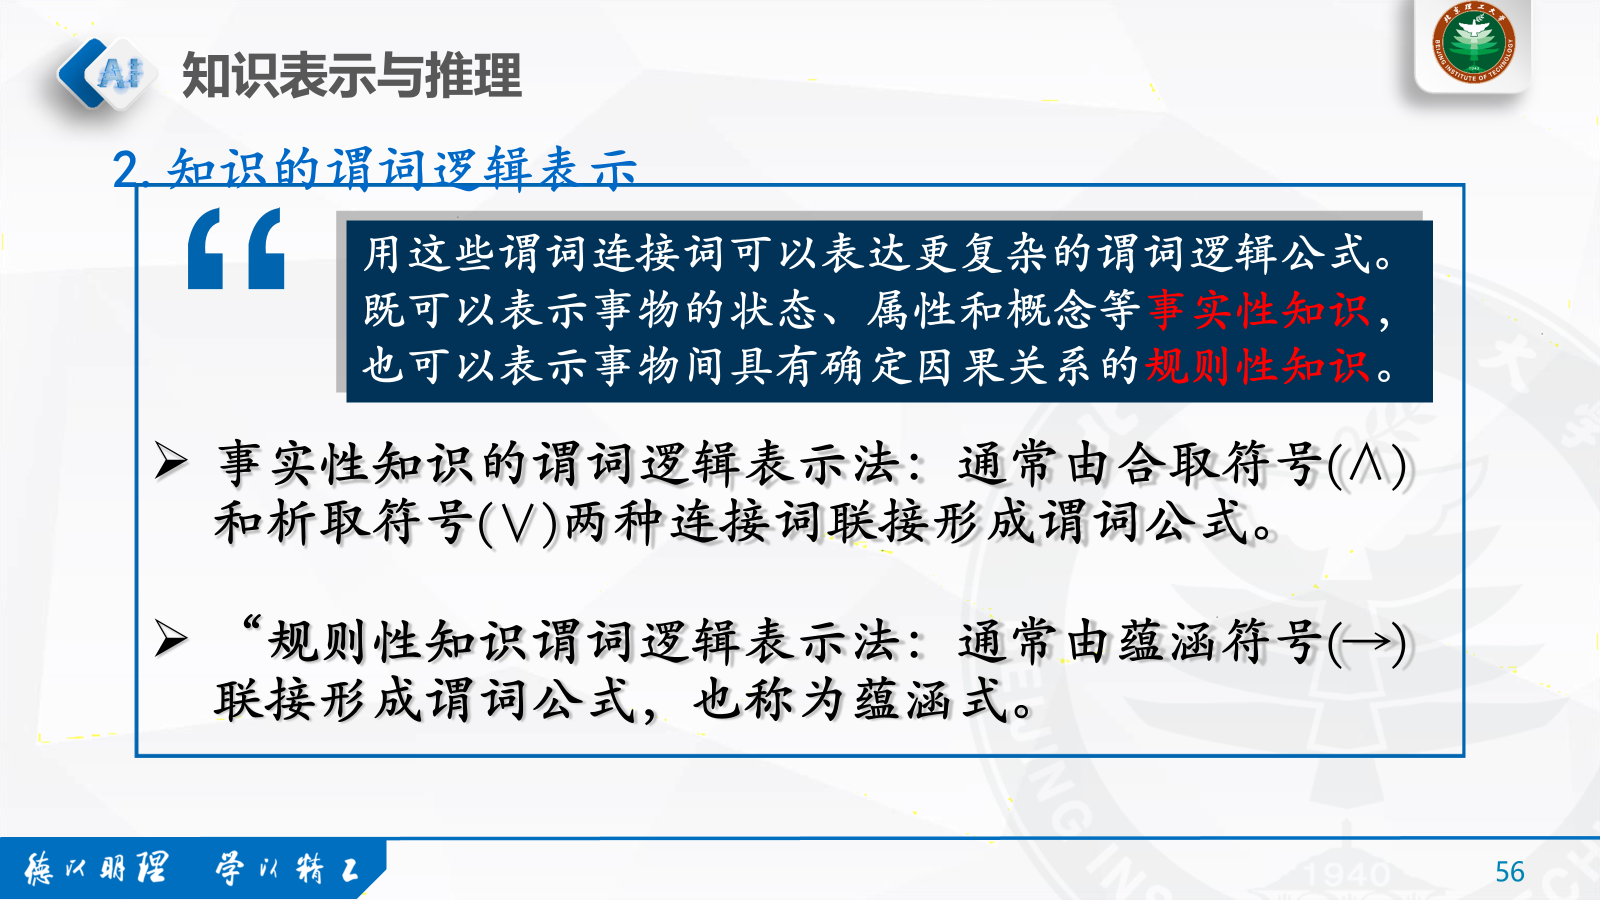 知识表示与推理
2.知识的谓词逻辑表示
用这些谓词连接词可以表达更复杂的谓词逻辑公式。
既可以表示事物的状态、属性和概念等事实性知识，
也可以表示事物间具有确定因果关系的规则性知识。
➢ 事实性知识的谓词逻辑表示法：通常由合取符号(∧)
和析取符号(∨)两种连接词联接形成谓词公式。
➢ “规则性知识谓词逻辑表示法：通常由蕴涵符号(→)
联接形成谓词公式，也称为蕴涵式。
德以明理 学以精工
56
北京理工大学
BEIJING INSTITUTE OF TECHNOLOGY
1940